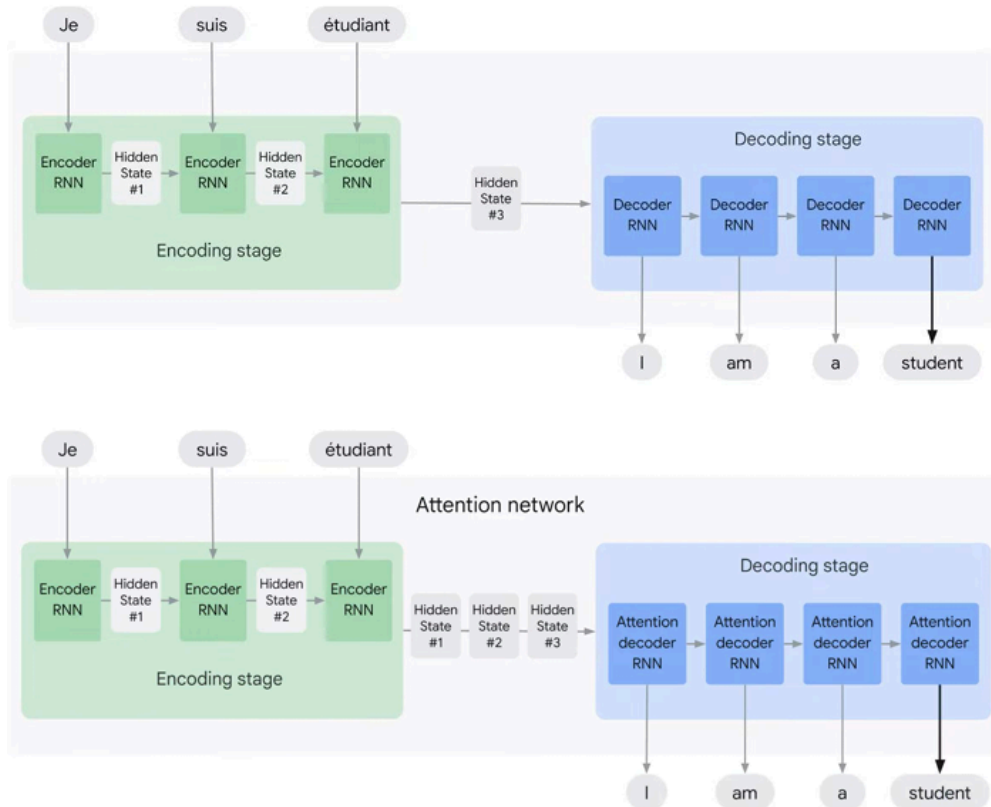 Je
suis
étudiant
Encoder
RNN
Hidden
State
#1
Encoder
RNN
Hidden
State
#2
Encoder
RNN
Encoding stage
Hidden
State
#3
Decoding stage
Decoder
RNN
Decoder
RNN
Decoder
RNN
Decoder
RNN
I
am
a
student
Je
suis
étudiant
Attention network
Encoder
RNN
Hidden
State
#1
Encoder
RNN
Hidden
State
#2
Encoder
RNN
Encoding stage
Hidden
State
#1
Hidden
State
#2
Hidden
State
#3
Decoding stage
Attention
decoder
RNN
Attention
decoder
RNN
Attention
decoder
RNN
Attention
decoder
RNN
I
am
a
student